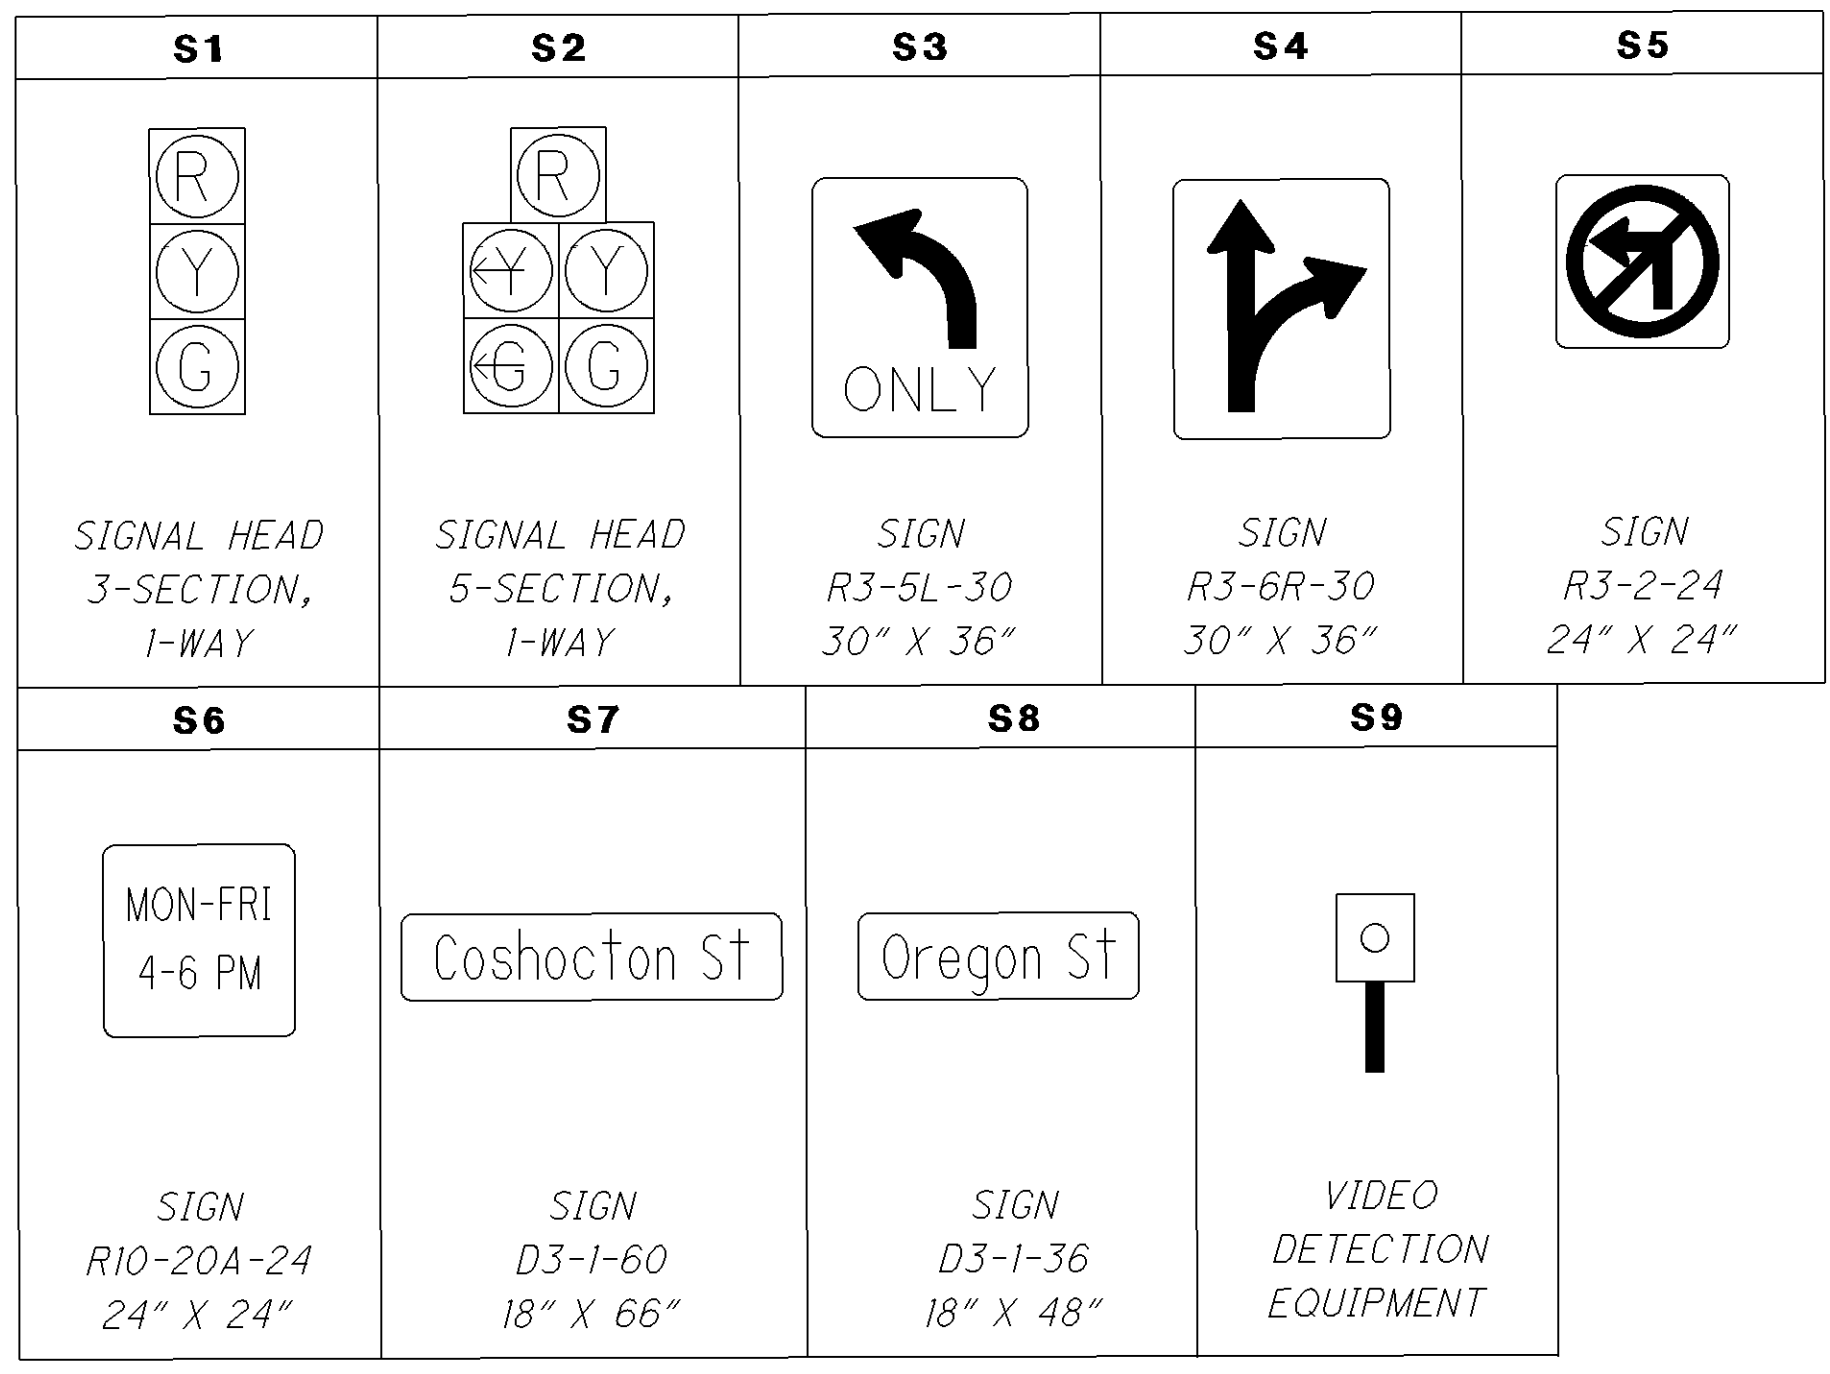 S1 S2 S3 S4 S5
R
Y
G
R
Y Y
G G
ONLY
SIGNAL HEAD
3-SECTION,
1-WAY
SIGNAL HEAD
5-SECTION,
1-WAY
SIGN
R3-5L-30
30" X 36"
SIGN
R3-6R-30
30" X 36"
SIGN
R3-2-24
24" X 24"
S6 S7 S8 S9
MON-FRI
4-6 PM
Coshocton St
Oregon St
SIGN
R10-20A-24
24" X 24"
SIGN
D3-1-60
18" X 66"
SIGN
D3-1-36
18" X 48"
VIDEO
DETECTION
EQUIPMENT